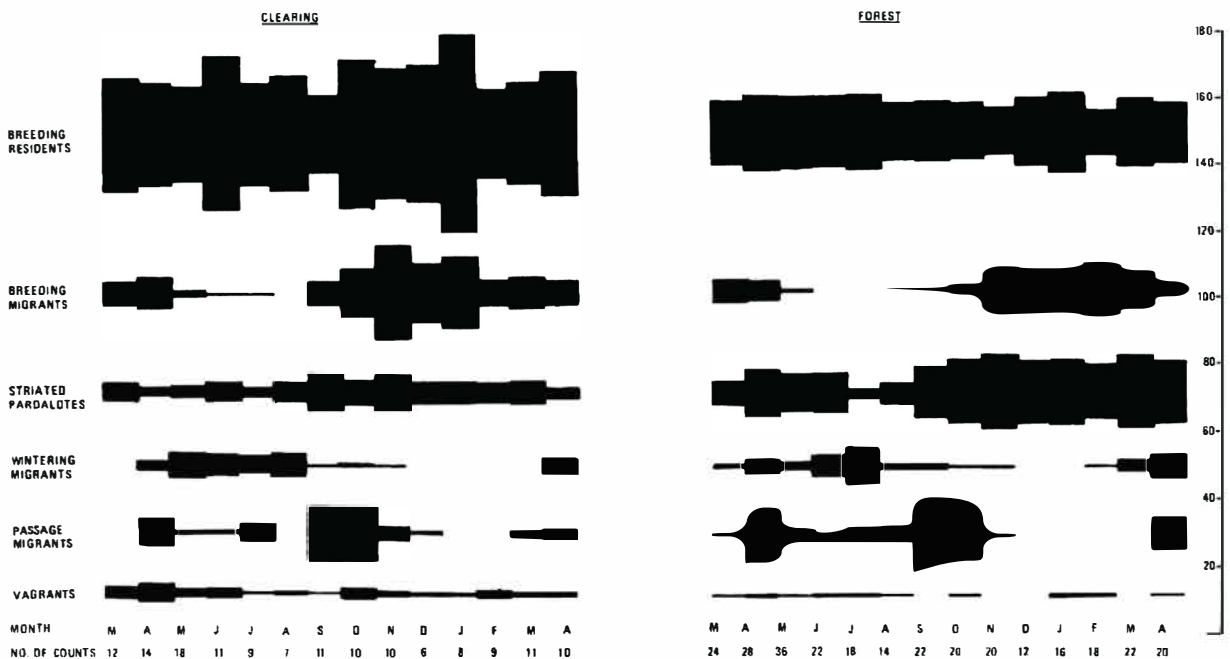 CLEARING FOREST
180
160
BREEDING
RESIDENTS
140
120
BREEDING
MIGRANTS
100
80
STRIATED
PARDALOTES
60
WINTERING
MIGRANTS
40
PASSAGE
MIGRANTS
20
VAGRANTS
MONTH M A M J J A S O N D J F M A M A M J J A S O N D J F M A
NO. OF COUNTS 12 14 18 11 9 7 11 10 10 6 8 9 11 10 24 28 36 22 18 14 22 20 20 12 16 18 22 20